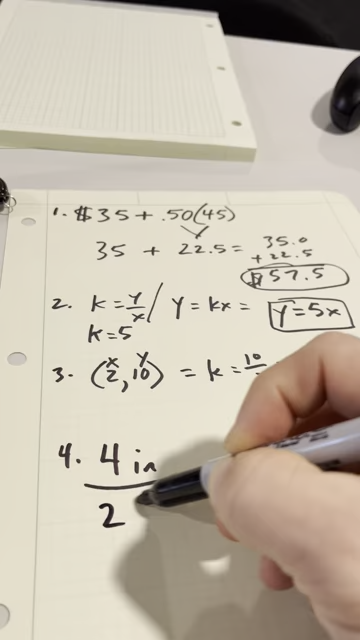 1. $35 + .50(45)
35 + 22.5 = 35.0
+22.5
$57.5
2. k = y/x / y = kx = y = 5x
k = 5
x y
3. (2, 10) = k = 10
4. 4 in
2